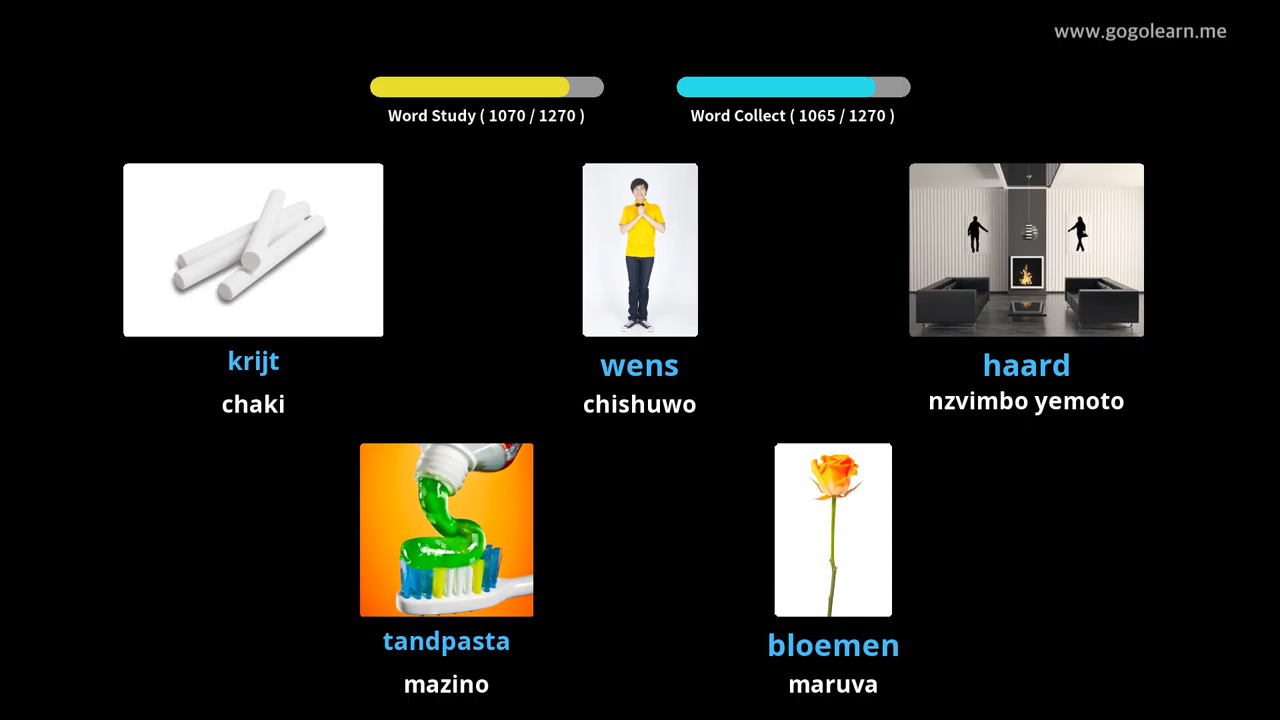 www.gogolearn.me
Word Study ( 1070 / 1270 )
Word Collect ( 1065 / 1270 )
krijt
wens
haard
chaki
chishuwo
nzvimbo yemoto
tandpasta
bloemen
mazino
maruva